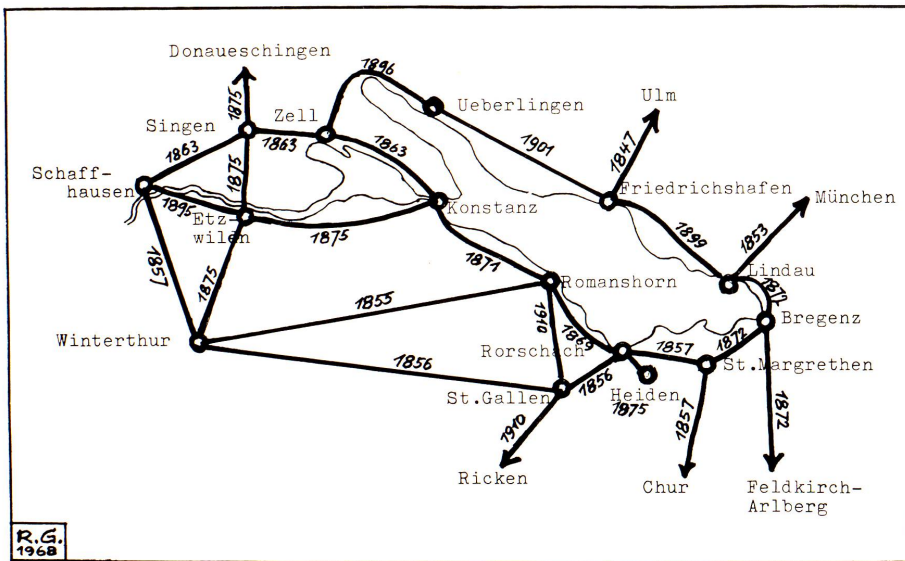 Donaueschingen
1896
1875
Zell
Ueberlingen
Ulm
Singen
1863
1863
1863
1901
1847
Schaff-
hausen
1875
Friedrichshafen
München
1895
Etz-
wilen
Konstanz
1875
1899
1853
1857
1875
1871
Lindau
1872
Romanshorn
1855
1910
1869
Bregenz
Winterthur
Rorschach
1857
1872
St.Margrethen
1856
1856
St.Gallen
Heiden
1875
1857
1872
1910
Ricken
Chur
Feldkirch-
Arlberg
R.G.
1968